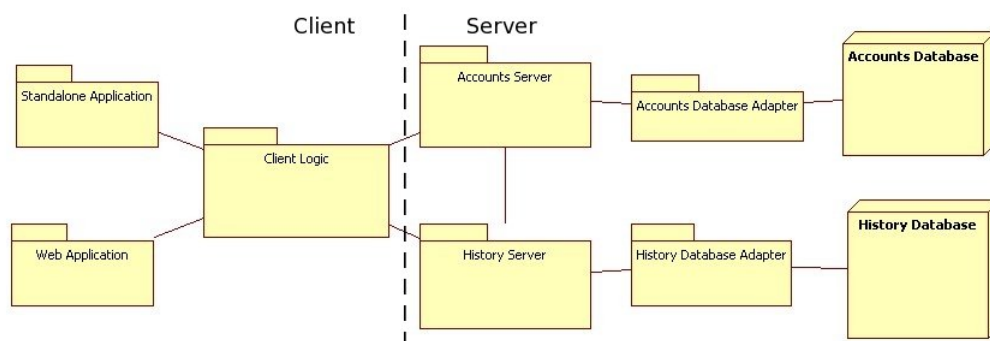 Client
Server
Standalone Application
Accounts Server
Accounts Database Adapter
Accounts Database
Client Logic
Web Application
History Server
History Database Adapter
History Database